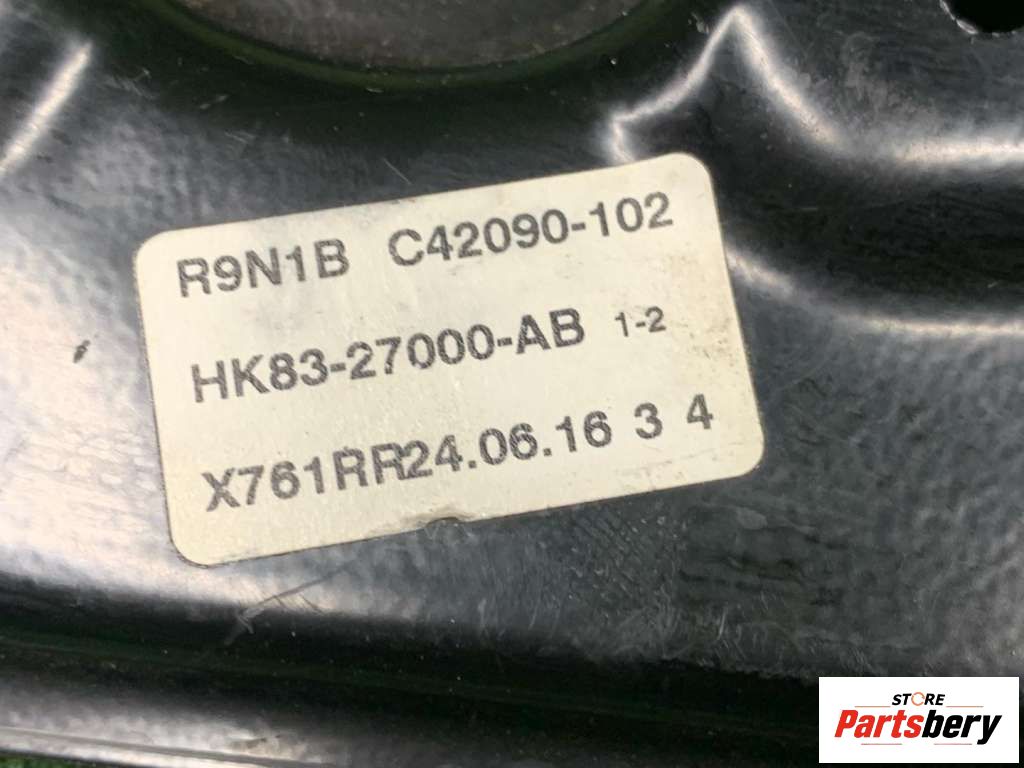 R9N1B C42090-102
HK83-27000-AB 1-2
X761RR24.06.16 3 4
STORE
Partsbery